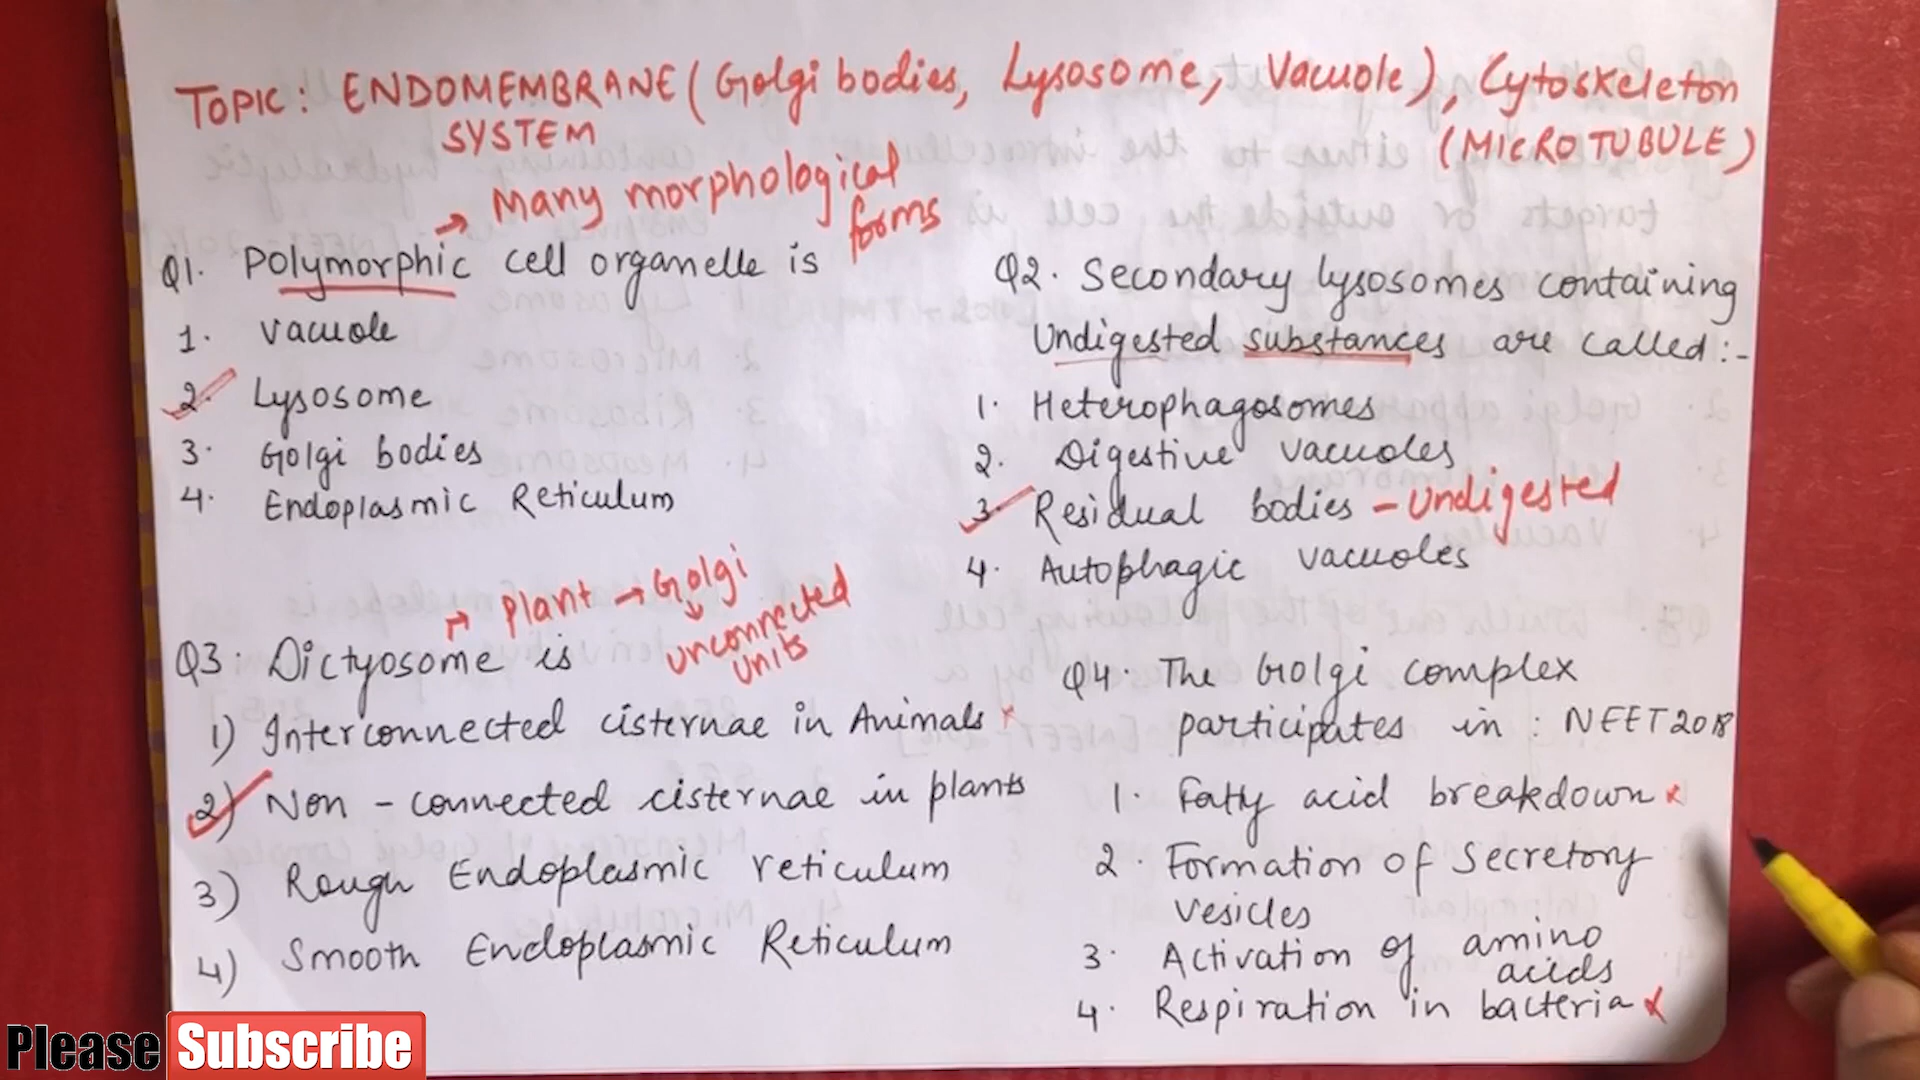 TOPIC: ENDOMEMBRANE (Golgi bodies, Lysosome, Vacuole), Cytoskeleton
SYSTEM
(MICROTUBULE)
→ Many morphological
forms
Q1. Polymorphic cell organelle is
1. Vacuole
2. Lysosome
3. Golgi bodies
4. Endoplasmic Reticulum
Q2. Secondary lysosomes containing
Undigested substances are called :-
1. Heterophagosomes
2. Digestive vacuoles
3. Residual bodies - Undigested
4. Autophagic vacuoles
→ Plant → Golgi
unconnected
units
Q3. Dictyosome is
1) Interconnected cisternae in Animals x
2) Non - connected cisternae in plants
3) Rough Endoplasmic reticulum
4) Smooth Endoplasmic Reticulum
Q4. The Golgi complex
participates in : NEET 2018
1. Fatty acid breakdown x
2. Formation of Secretory
vesicles
3. Activation of amino
acids
4. Respiration in bacteria x
Please Subscribe